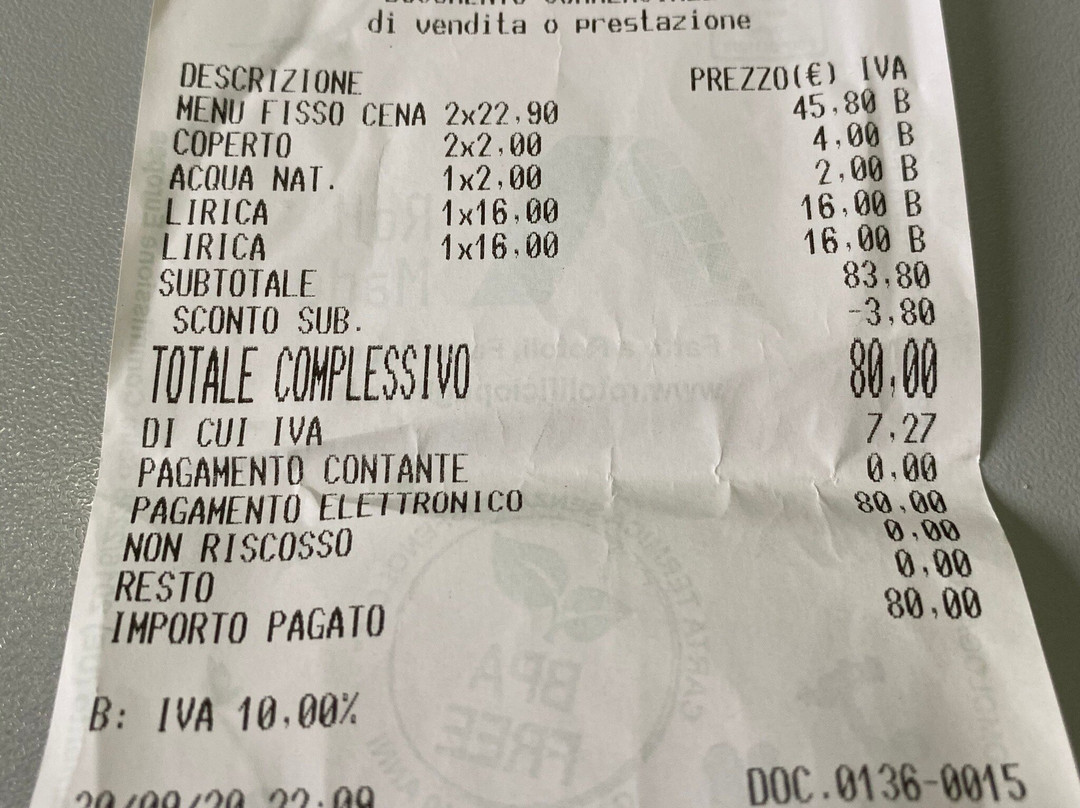 di vendita o prestazione
DESCRIZIONE PREZZO(€) IVA
MENU FISSO CENA 2x22,90 45,80 B
COPERTO 2x2,00 4,00 B
ACQUA NAT. 1x2,00 2,00 B
LIRICA 1x16,00 16,00 B
LIRICA 1x16,00 16,00 B
SUBTOTALE 83,80
SCONTO SUB. -3,80
TOTALE COMPLESSIVO 80,00
DI CUI IVA 7,27
PAGAMENTO CONTANTE 0,00
PAGAMENTO ELETTRONICO 80,00
NON RISCOSSO 0,00
RESTO 0,00
IMPORTO PAGATO 80,00
B: IVA 10,00%
DOC.0136-0015
BPA
FREE